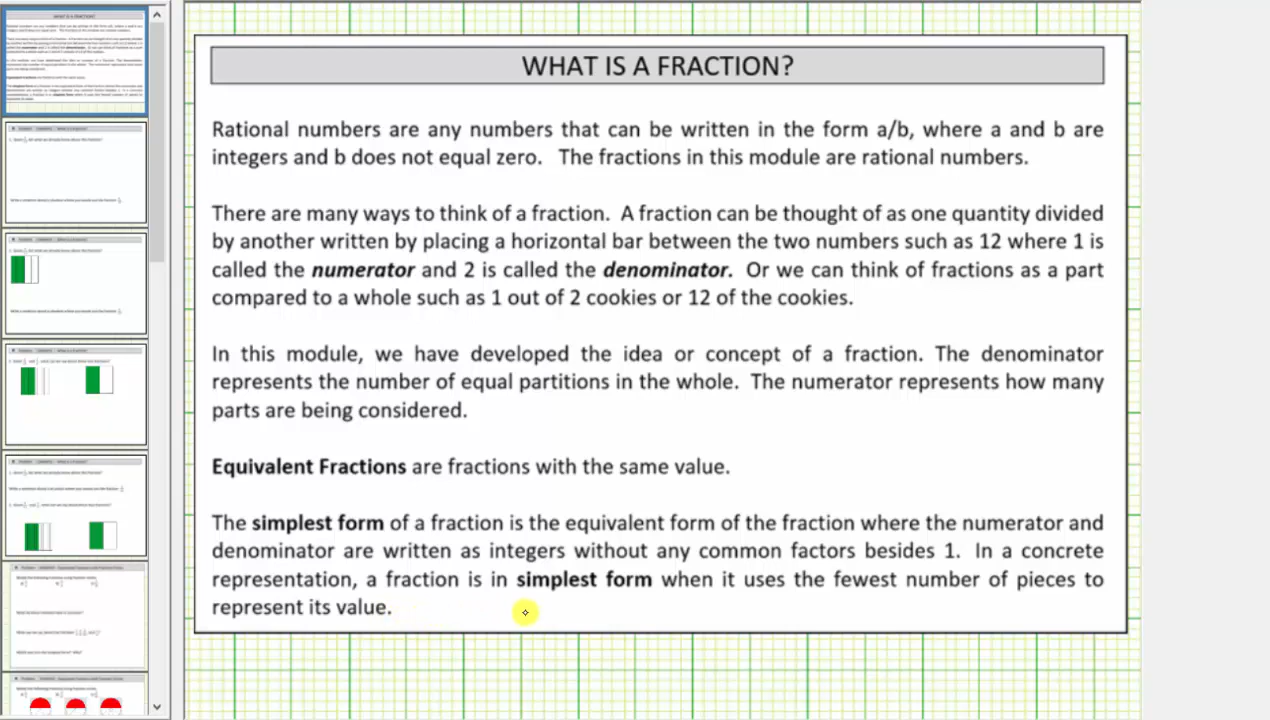 WHAT IS A FRACTION?
Rational numbers are any numbers that can be written in the form a/b, where a and b are
integers and b does not equal zero. The fractions in this module are rational numbers.
There are many ways to think of a fraction. A fraction can be thought of as one quantity divided
by another written by placing a horizontal bar between the two numbers such as 12 where 1 is
called the numerator and 2 is called the denominator. Or we can think of fractions as a part
compared to a whole such as 1 out of 2 cookies or 12 of the cookies.
In this module, we have developed the idea or concept of a fraction. The denominator
represents the number of equal partitions in the whole. The numerator represents how many
parts are being considered.
Equivalent Fractions are fractions with the same value.
The simplest form of a fraction is the equivalent form of the fraction where the numerator and
denominator are written as integers without any common factors besides 1. In a concrete
representation, a fraction is in simplest form when it uses the fewest number of pieces to
represent its value.